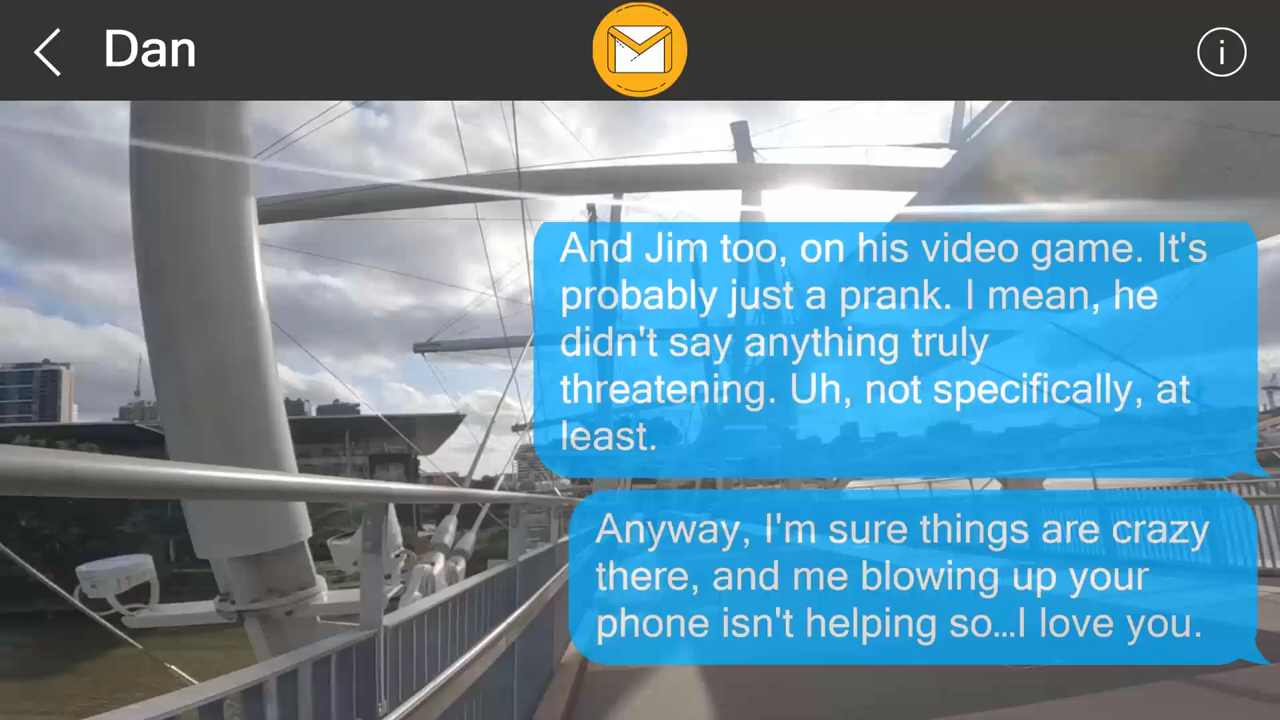 Dan
And Jim too, on his video game. It's
probably just a prank. I mean, he
didn't say anything truly
threatening. Uh, not specifically, at
least.
Anyway, I'm sure things are crazy
there, and me blowing up your
phone isn't helping so...I love you.